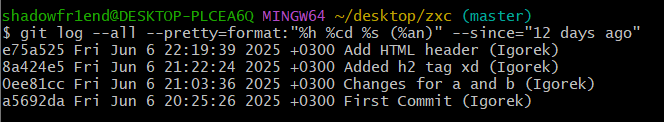 shadowfr1end@DESKTOP-PLCEA6Q MINGW64 ~/desktop/zxc (master)
$ git log --all --pretty=format:"%h %cd %s (%an)" --since="12 days ago"
e75a525 Fri Jun 6 22:19:39 2025 +0300 Add HTML header (Igorek)
8a424e5 Fri Jun 6 21:22:24 2025 +0300 Added h2 tag xd (Igorek)
0ee81cc Fri Jun 6 21:03:36 2025 +0300 Changes for a and b (Igorek)
a5692da Fri Jun 6 20:25:26 2025 +0300 First Commit (Igorek)